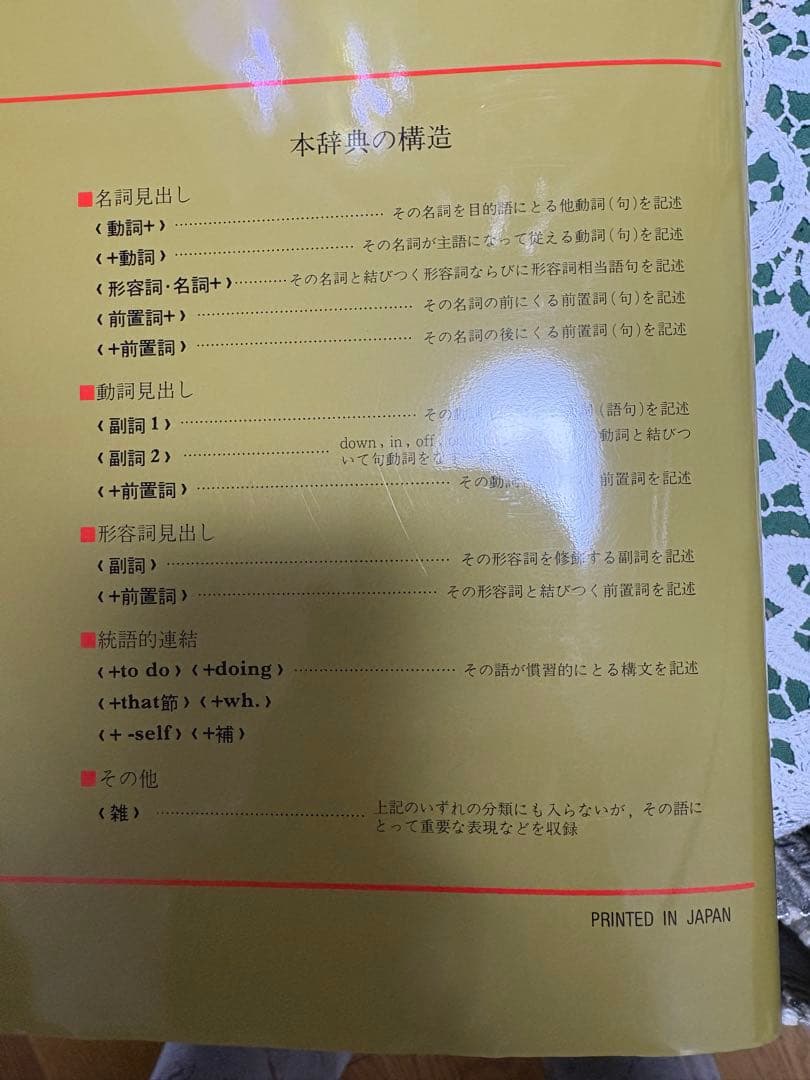 本辞典の構造
■名詞見出し
《動詞+》 その名詞を目的語にとる他動詞(句)を記述
《+動詞》 その名詞が主語になって従える動詞(句)を記述
《形容詞・名詞+》 その名詞と結びつく形容詞ならびに形容詞相当語句を記述
《前置詞+》 その名詞の前にくる前置詞(句)を記述
《+前置詞》 その名詞の後にくる前置詞(句)を記述
■動詞見出し
《副詞1》 その (語句)を記述
《副詞2》 down, in, off, 動詞と結びつ
いて句動詞をな
《+前置詞》 その動詞 前置詞を記述
■形容詞見出し
《副詞》 その形容詞を修飾する副詞を記述
《+前置詞》 その形容詞と結びつく前置詞を記述
■統語的連結
《+to do》《+doing》 その語が慣習的にとる構文を記述
《+that節》《+wh.》
《+ -self》《+補》
■その他
《雑》 上記のいずれの分類にも入らないが，その語に
とって重要な表現などを収録
PRINTED IN JAPAN